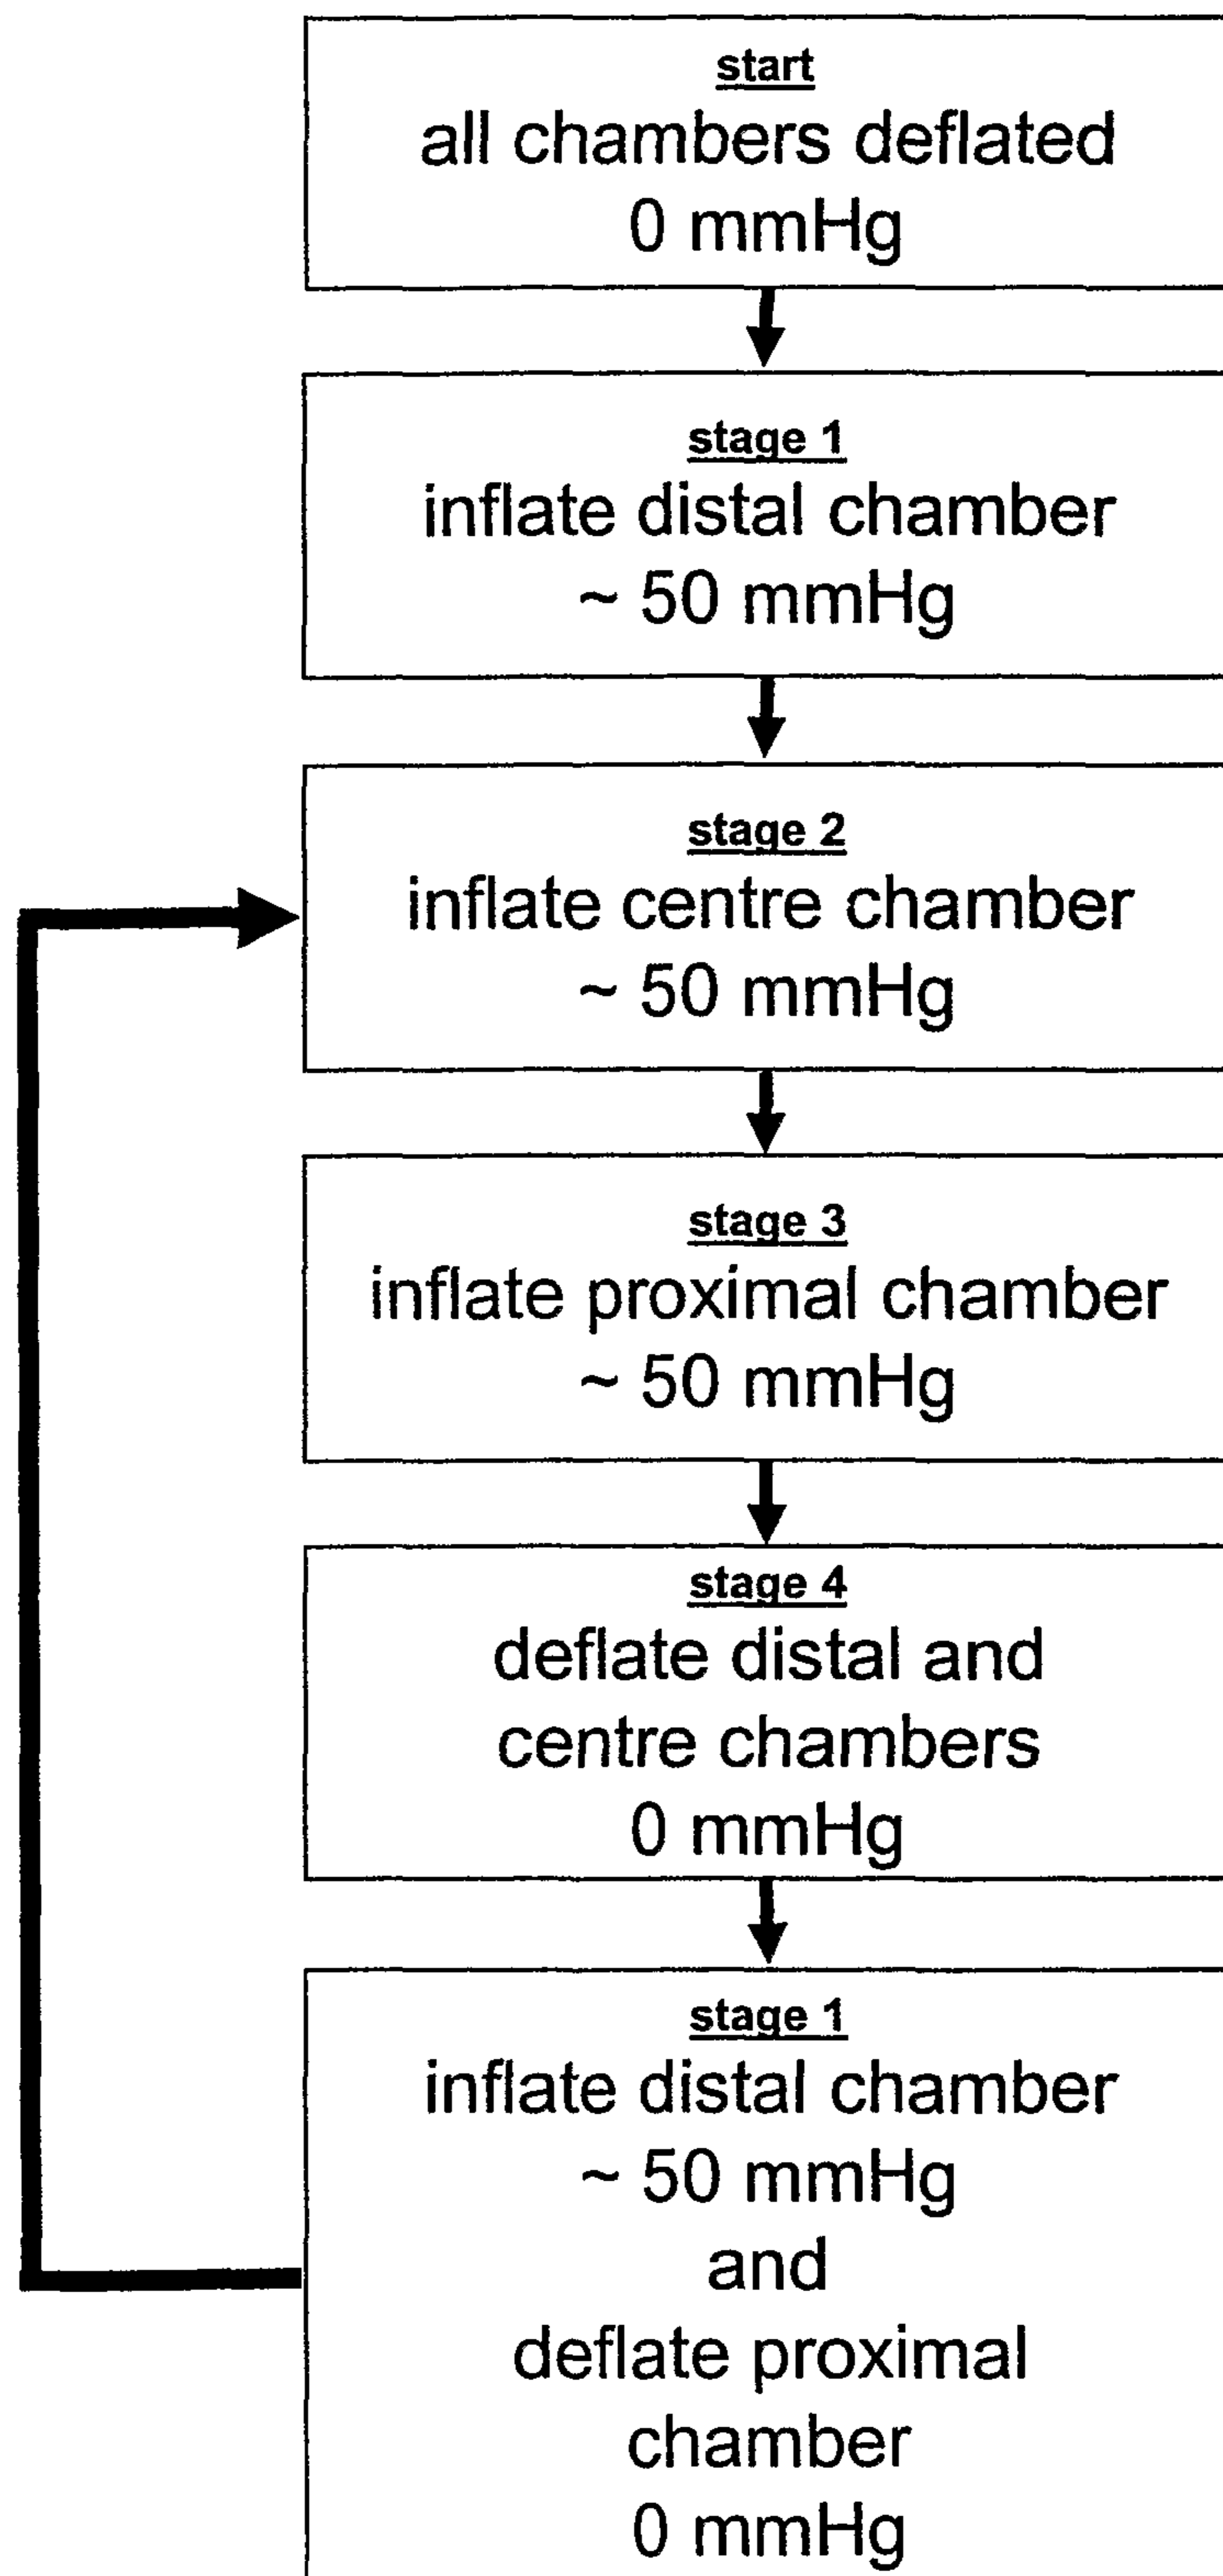 start
all chambers deflated
0 mmHg
stage 1
inflate distal chamber
~ 50 mmHg
stage 2
inflate centre chamber
~ 50 mmHg
stage 3
inflate proximal chamber
~ 50 mmHg
stage 4
deflate distal and
centre chambers
0 mmHg
stage 1
inflate distal chamber
~ 50 mmHg
and
deflate proximal
chamber
0 mmHg